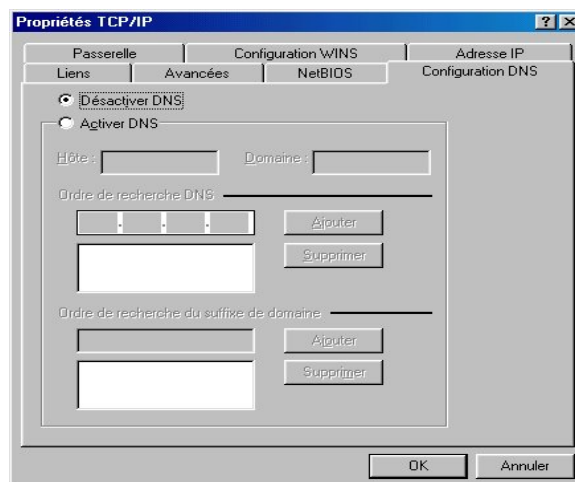 Propriétés TCP/IP
Passerelle Configuration WINS Adresse IP
Liens Avancées NetBIOS Configuration DNS
Désactiver DNS
Activer DNS
Hôte : Domaine :
Ordre de recherche DNS
Ajouter
Supprimer
Ordre de recherche du suffixe de domaine
Ajouter
Supprimer
OK Annuler